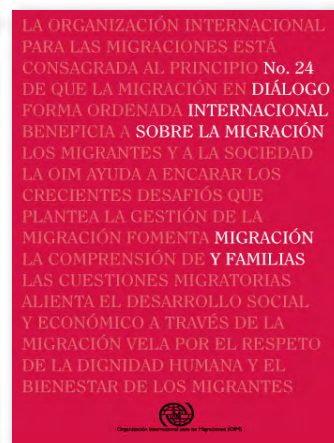 LA ORGANIZACIÓN INTERNACIONAL
PARA LAS MIGRACIONES ESTÁ
CONSAGRADA AL PRINCIPIO No. 24
DE QUE LA MIGRACIÓN EN DIÁLOGO
FORMA ORDENADA INTERNACIONAL
BENEFICIA A SOBRE LA MIGRACIÓN
LOS MIGRANTES Y A LA SOCIEDAD
LA OIM AYUDA A ENCARAR LOS
CRECIENTES DESAFÍOS QUE
PLANTEA LA GESTIÓN DE LA
MIGRACIÓN FOMENTA MIGRACIÓN
LA COMPRENSIÓN DE Y FAMILIAS
LAS CUESTIONES MIGRATORIAS
ALIENTA EL DESARROLLO SOCIAL
Y ECONÓMICO A TRAVÉS DE LA
MIGRACIÓN VELA POR EL RESPETO
DE LA DIGNIDAD HUMANA Y EL
BIENESTAR DE LOS MIGRANTES
Organización Internacional para las Migraciones (OIM)